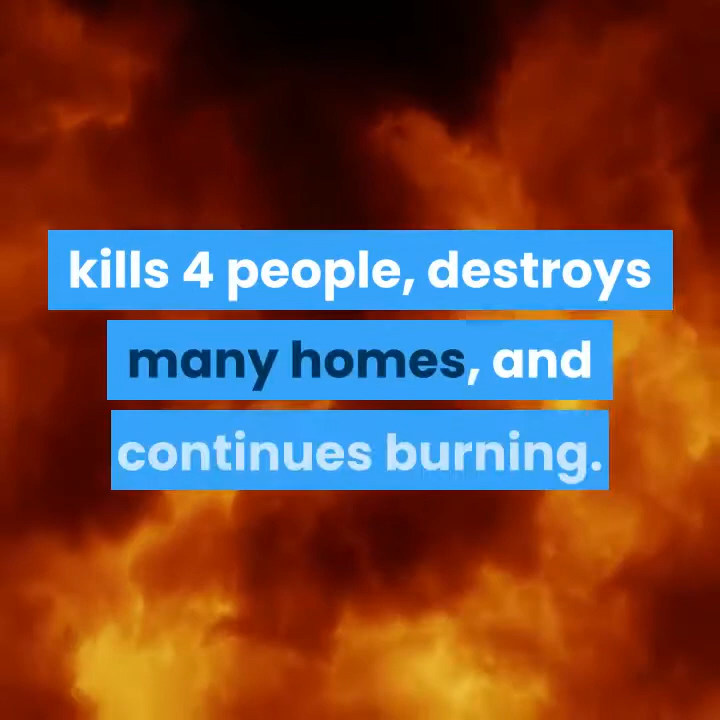 kills 4 people, destroys
many homes, and
continues burning.